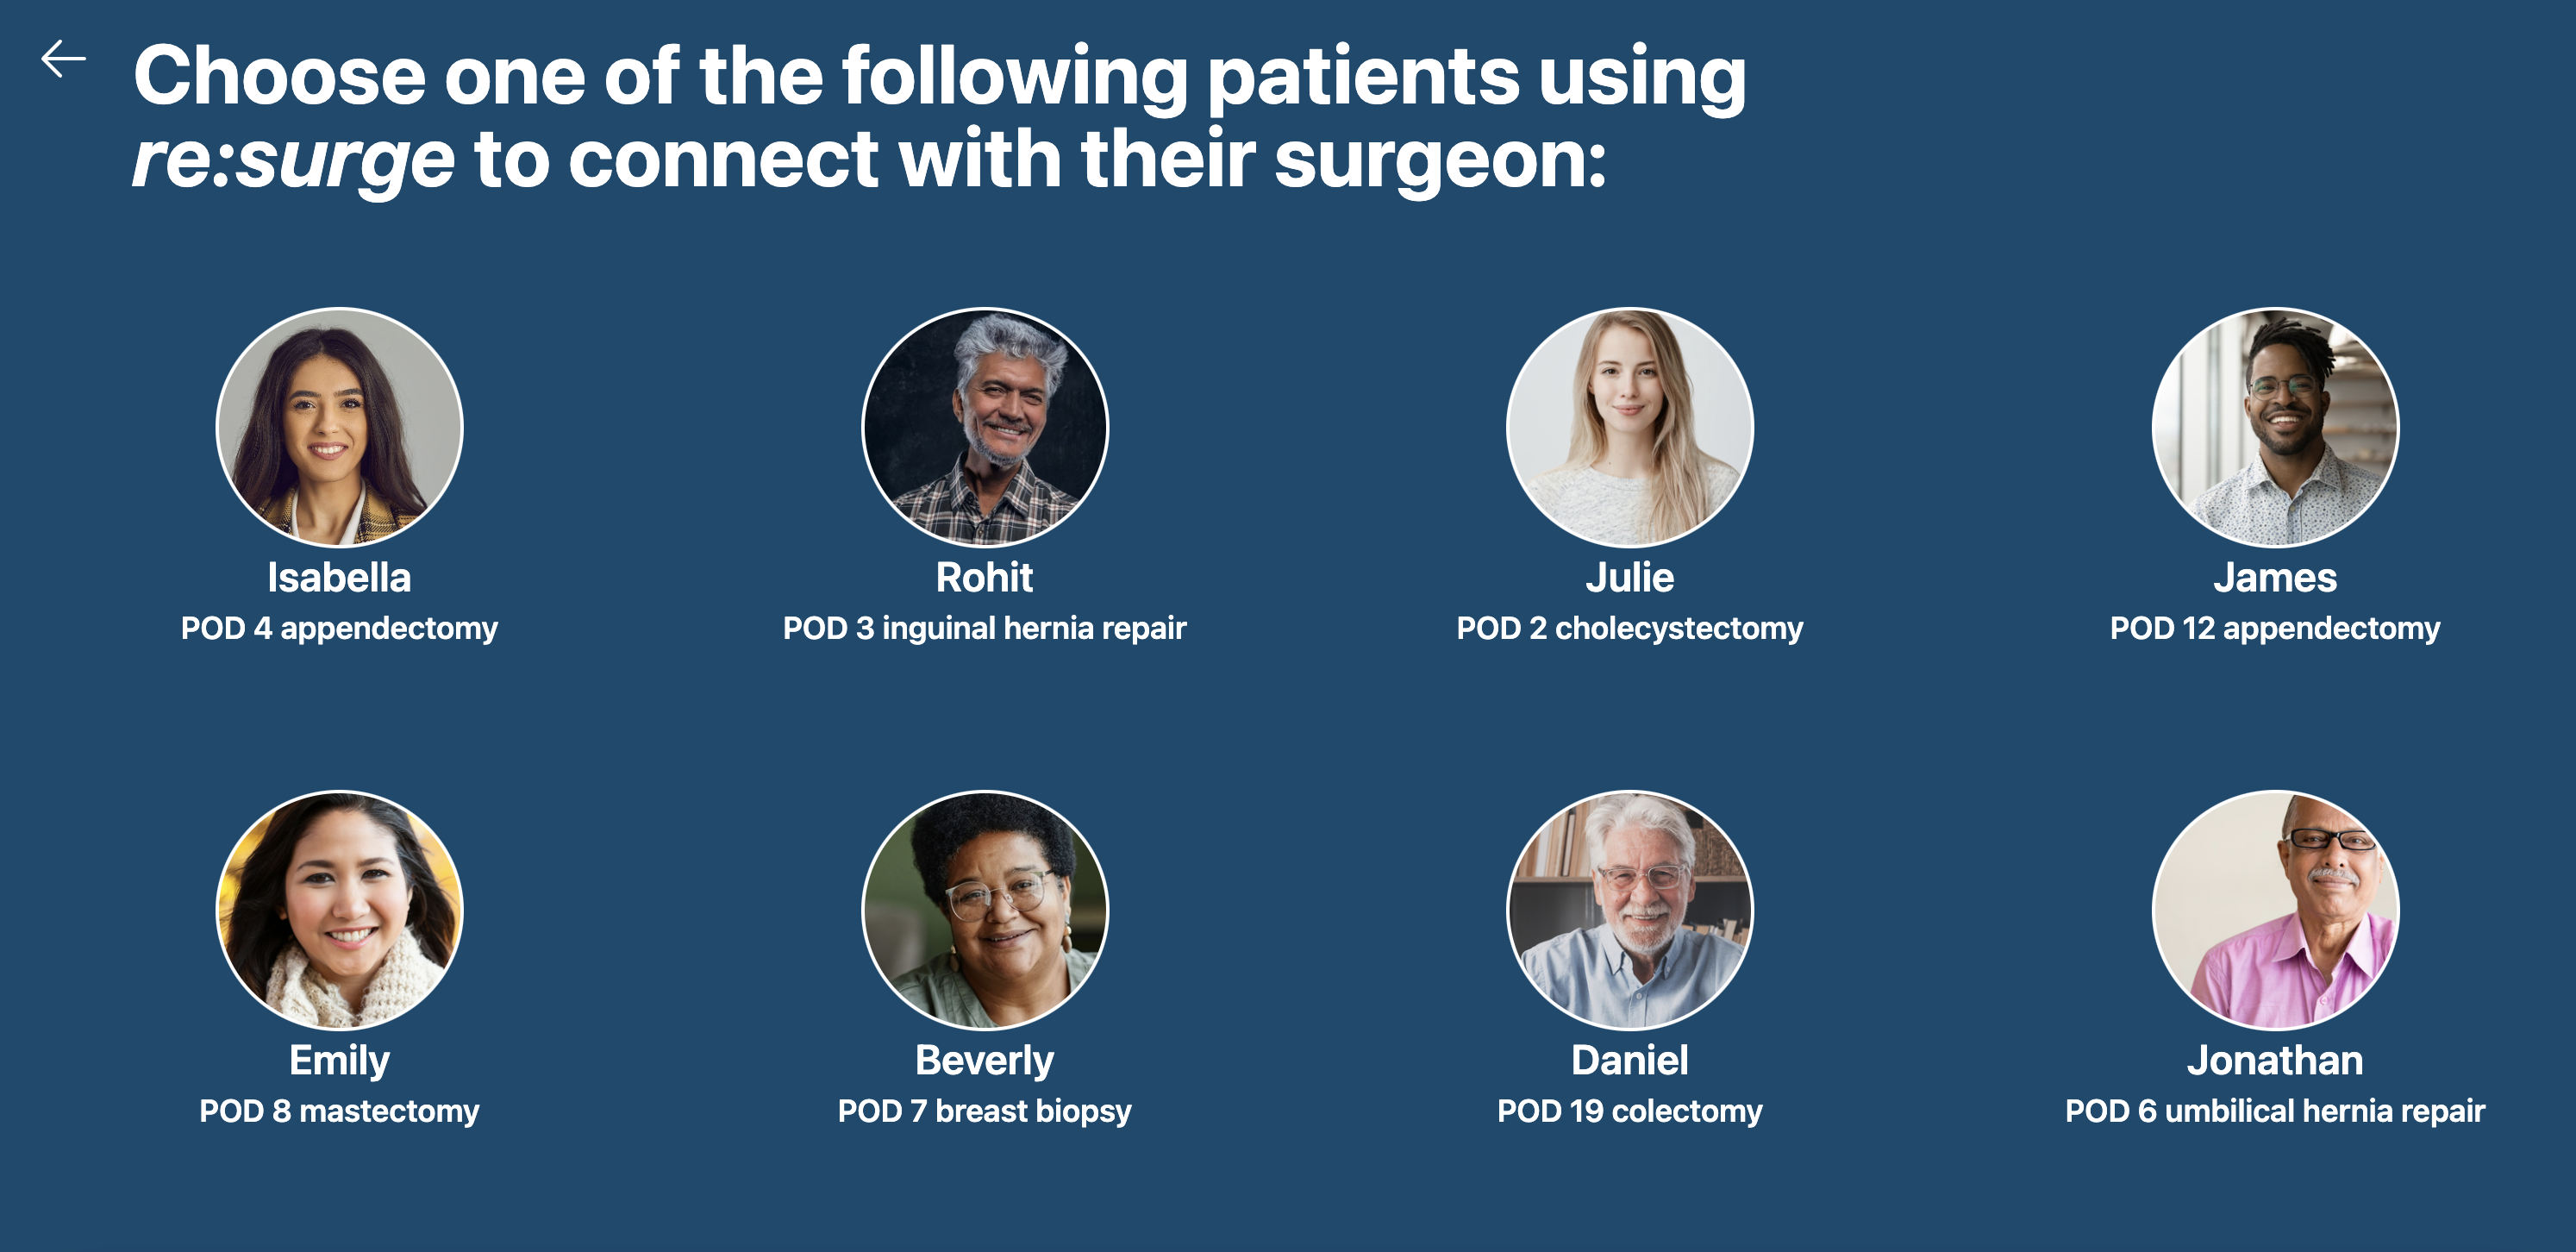 Choose one of the following patients using
re:surge to connect with their surgeon:
Isabella
POD 4 appendectomy
Rohit
POD 3 inguinal hernia repair
Julie
POD 2 cholecystectomy
James
POD 12 appendectomy
Emily
POD 8 mastectomy
Beverly
POD 7 breast biopsy
Daniel
POD 19 colectomy
Jonathan
POD 6 umbilical hernia repair